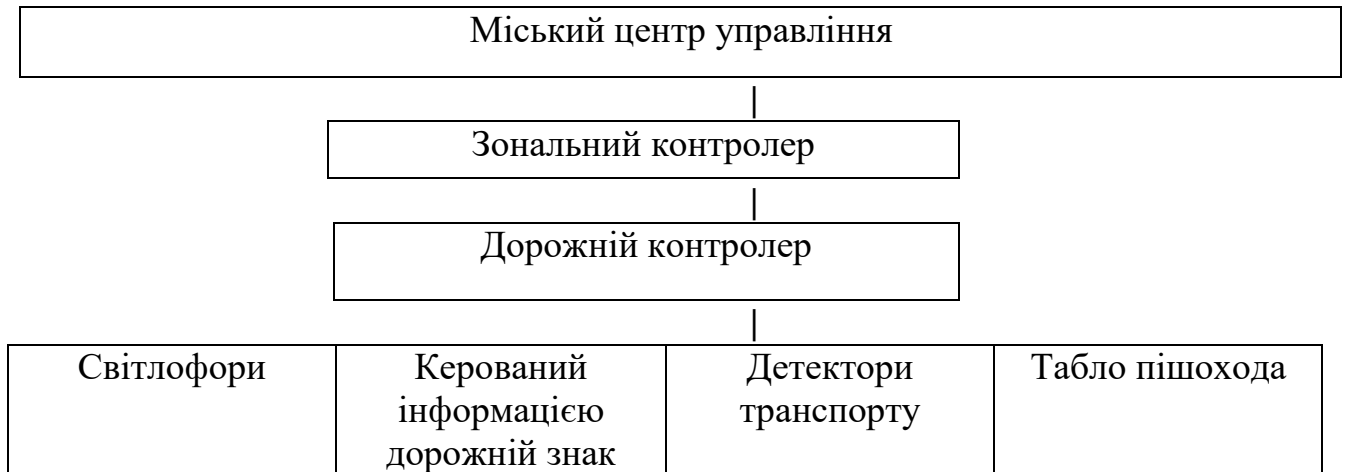 Міський центр управління
Зональний контролер
Дорожній контролер
Світлофори
Керований
інформацією
дорожній знак
Детектори
транспорту
Табло пішохода